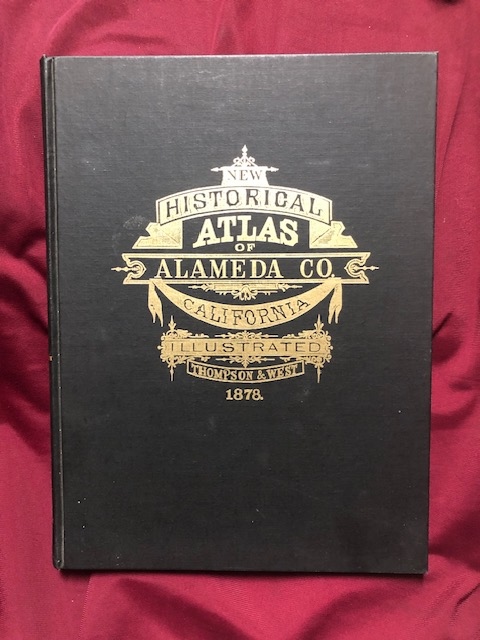 NEW
HISTORICAL
ATLAS
OF
ALAMEDA CO.
CALIFORNIA
ILLUSTRATED
THOMPSON & WEST
1878.